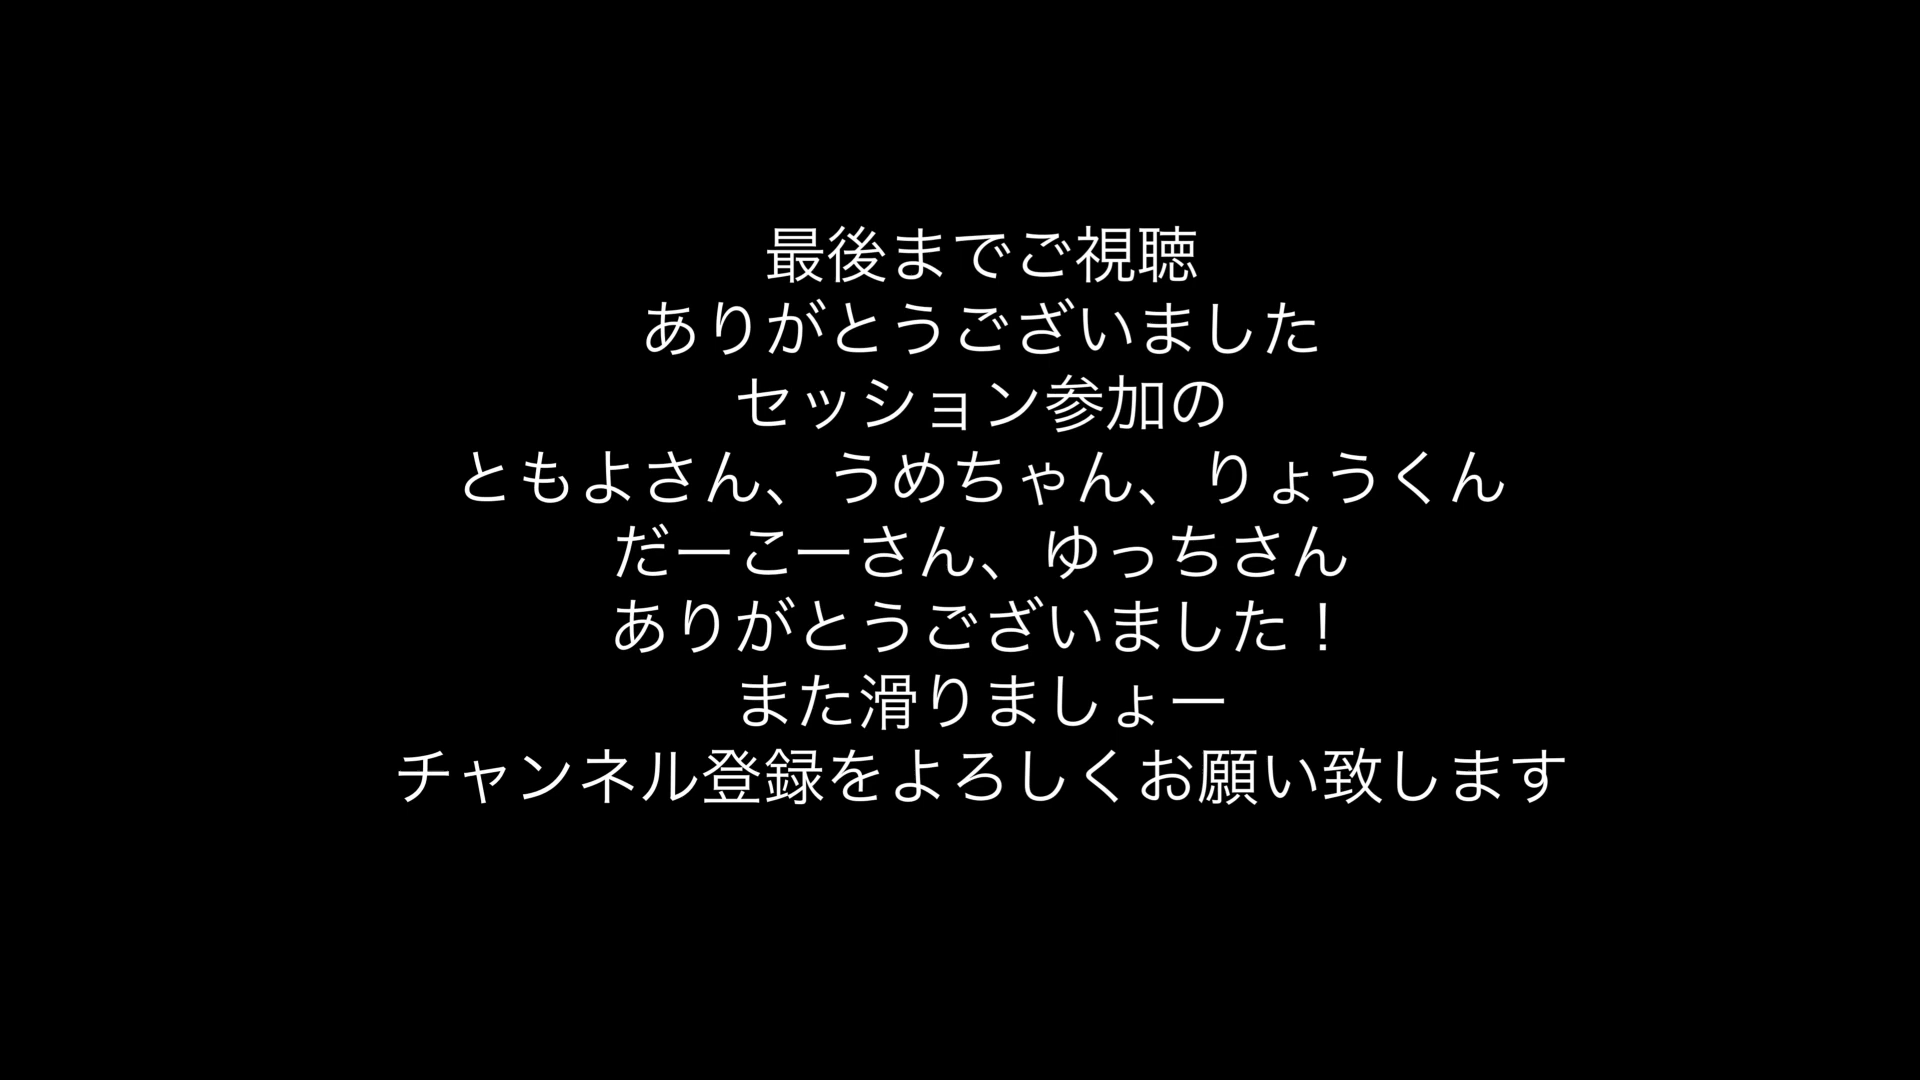 最後までご視聴
ありがとうございました
セッション参加の
ともよさん、うめちゃん、りょうくん
だーこーさん、ゆっちさん
ありがとうございました！
また滑りましょー
チャンネル登録をよろしくお願い致します